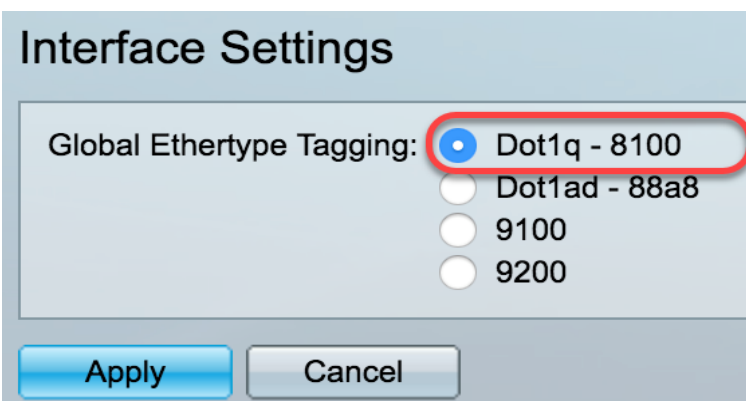 Interface Settings
Global Ethertype Tagging: Dot1q - 8100
Dot1ad - 88a8
9100
9200
Apply Cancel